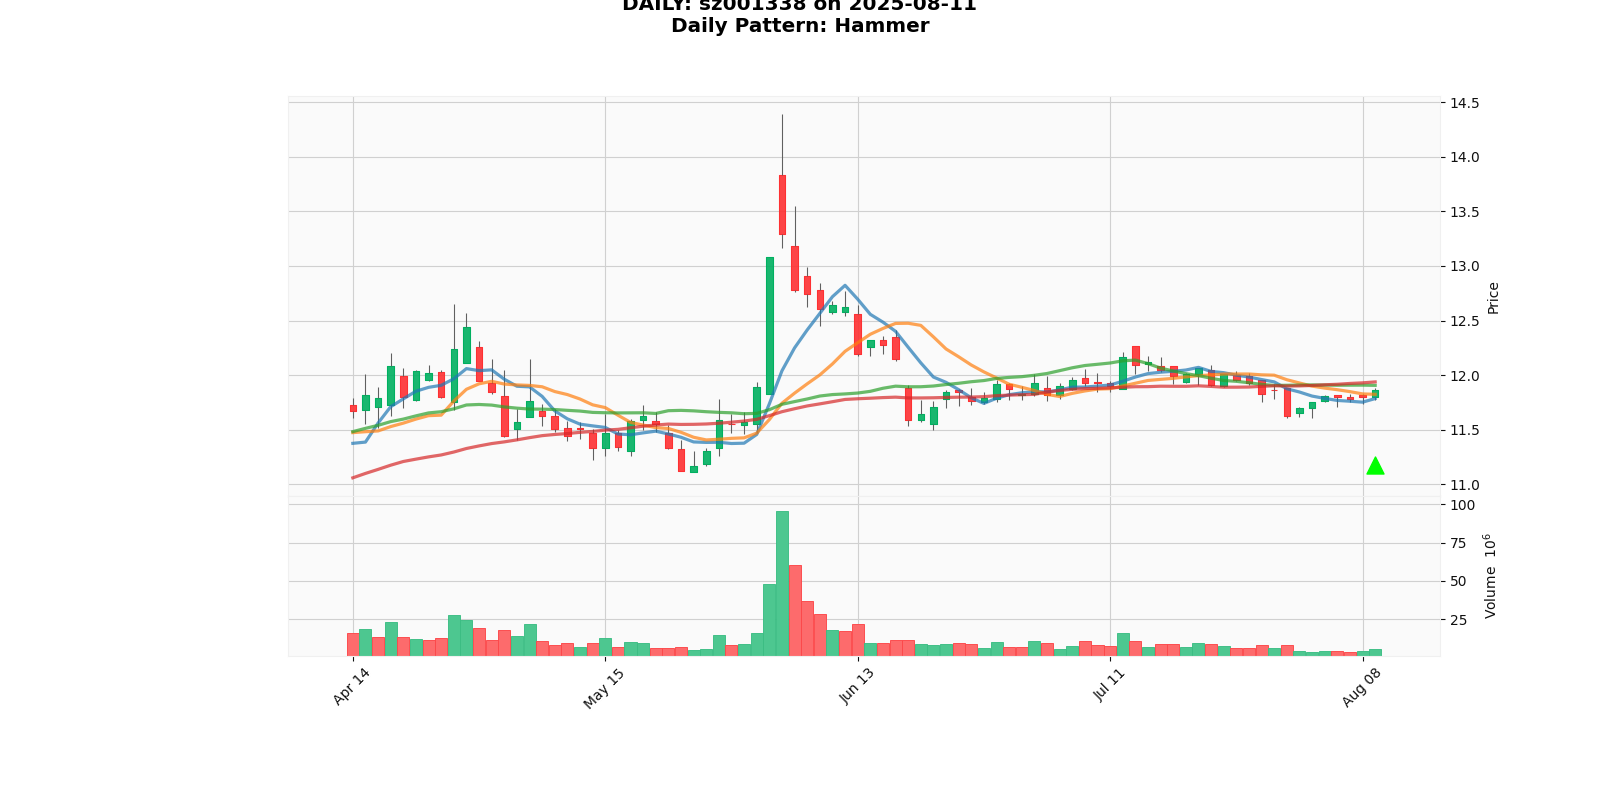 DAILY: sz001338 on 2025-08-11
Daily Pattern: Hammer
14.5
14.0
13.5
13.0
12.5
12.0
11.5
11.0
Price
100
75
50
25
Volume 10^6
Apr 14
May 15
Jun 13
Jul 11
Aug 08